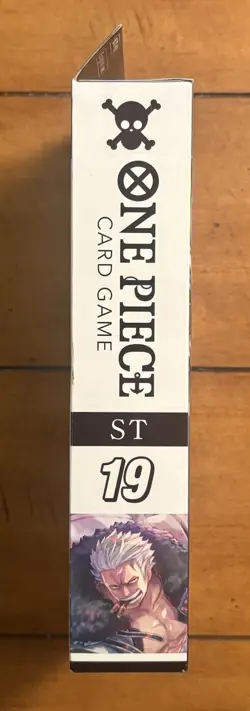 ONE PIECE
CARD GAME
ST
19